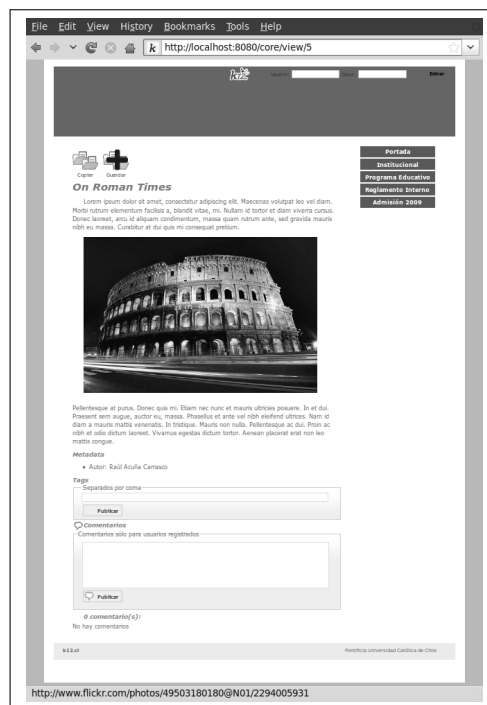 File Edit View History Bookmarks Tools Help
k http://localhost:8080/core/view/5
k12 Usuario: Clave: Entrar
Portada
Institucional
Programa Educativo
Reglamento Interno
Admisión 2009
Copiar Guardar
On Roman Times
Lorem ipsum dolor sit amet, consectetur adipiscing elit. Maecenas volutpat leo vel diam.
Morbi rutrum elementum facilisis a, blandit vitae, mi. Nullam id tortor et diam viverra cursus.
Donec laoreet, arcu id aliquam condimentum, massa quam rutrum ante, sed gravida mauris
nibh eu massa. Curabitur at dui quis mi consequat pretium.
Pellentesque at purus. Donec quis mi. Etiam nec nunc et mauris ultricies posuere. In et dui.
Praesent sem augue, auctor eu, massa. Phasellus et ante vel nibh eleifend ultrices. Nam id
diam a mauris mattis venenatis. In tristique. Mauris non nulla. Pellentesque ac dui. Proin ac
nibh et odio dictum laoreet. Vivamus egestas dictum tortor. Aenean placerat erat non leo
mattis congue.
Metadata
• Autor: Raúl Acuña Carrasco
Tags
Separados por coma
Publicar
Comentarios
Comentarios sólo para usuarios registrados
Publicar
0 comentario(s):
No hay comentarios
k12.cl Pontificia Universidad Católica de Chile
http://www.flickr.com/photos/49503180180@N01/2294005931